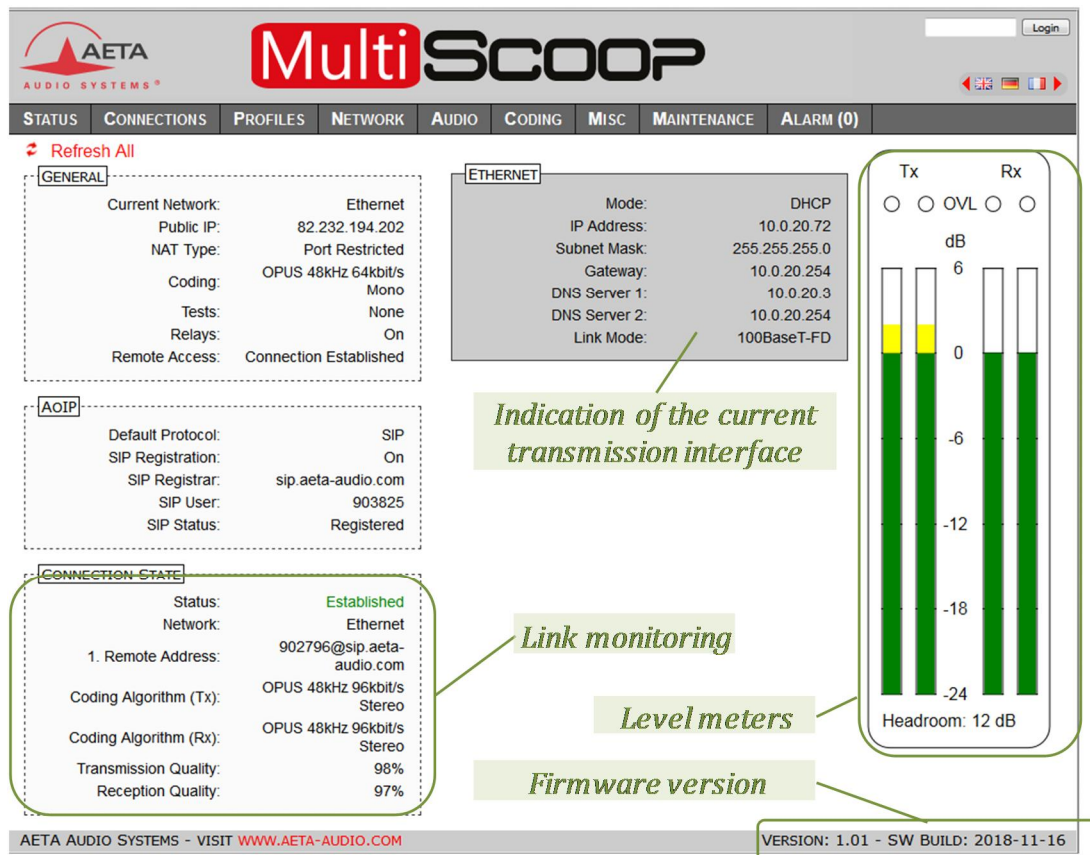 AETA
AUDIO SYSTEMS ®
MultiScoop
Login
STATUS CONNECTIONS PROFILES NETWORK AUDIO CODING MISC MAINTENANCE ALARM (0)
Refresh All
GENERAL
Current Network: Ethernet
Public IP: 82.232.194.202
NAT Type: Port Restricted
Coding: OPUS 48kHz 64kbit/s
Mono
Tests: None
Relays: On
Remote Access: Connection Established
ETHERNET
Mode: DHCP
IP Address: 10.0.20.72
Subnet Mask: 255.255.255.0
Gateway: 10.0.20.254
DNS Server 1: 10.0.20.3
DNS Server 2: 10.0.20.254
Link Mode: 100BaseT-FD
Indication of the current
transmission interface
AOIP
Default Protocol: SIP
SIP Registration: On
SIP Registrar: sip.aeta-audio.com
SIP User: 903825
SIP Status: Registered
CONNECTION STATE
Status: Established
Network: Ethernet
1. Remote Address: 902796@sip.aeta-
audio.com
Coding Algorithm (Tx): OPUS 48kHz 96kbit/s
Stereo
Coding Algorithm (Rx): OPUS 48kHz 96kbit/s
Stereo
Transmission Quality: 98%
Reception Quality: 97%
Link monitoring
Level meters
Firmware version
Tx Rx
OVL
dB
6
0
-6
-12
-18
-24
Headroom: 12 dB
AETA AUDIO SYSTEMS - VISIT WWW.AETA-AUDIO.COM
VERSION: 1.01 - SW BUILD: 2018-11-16